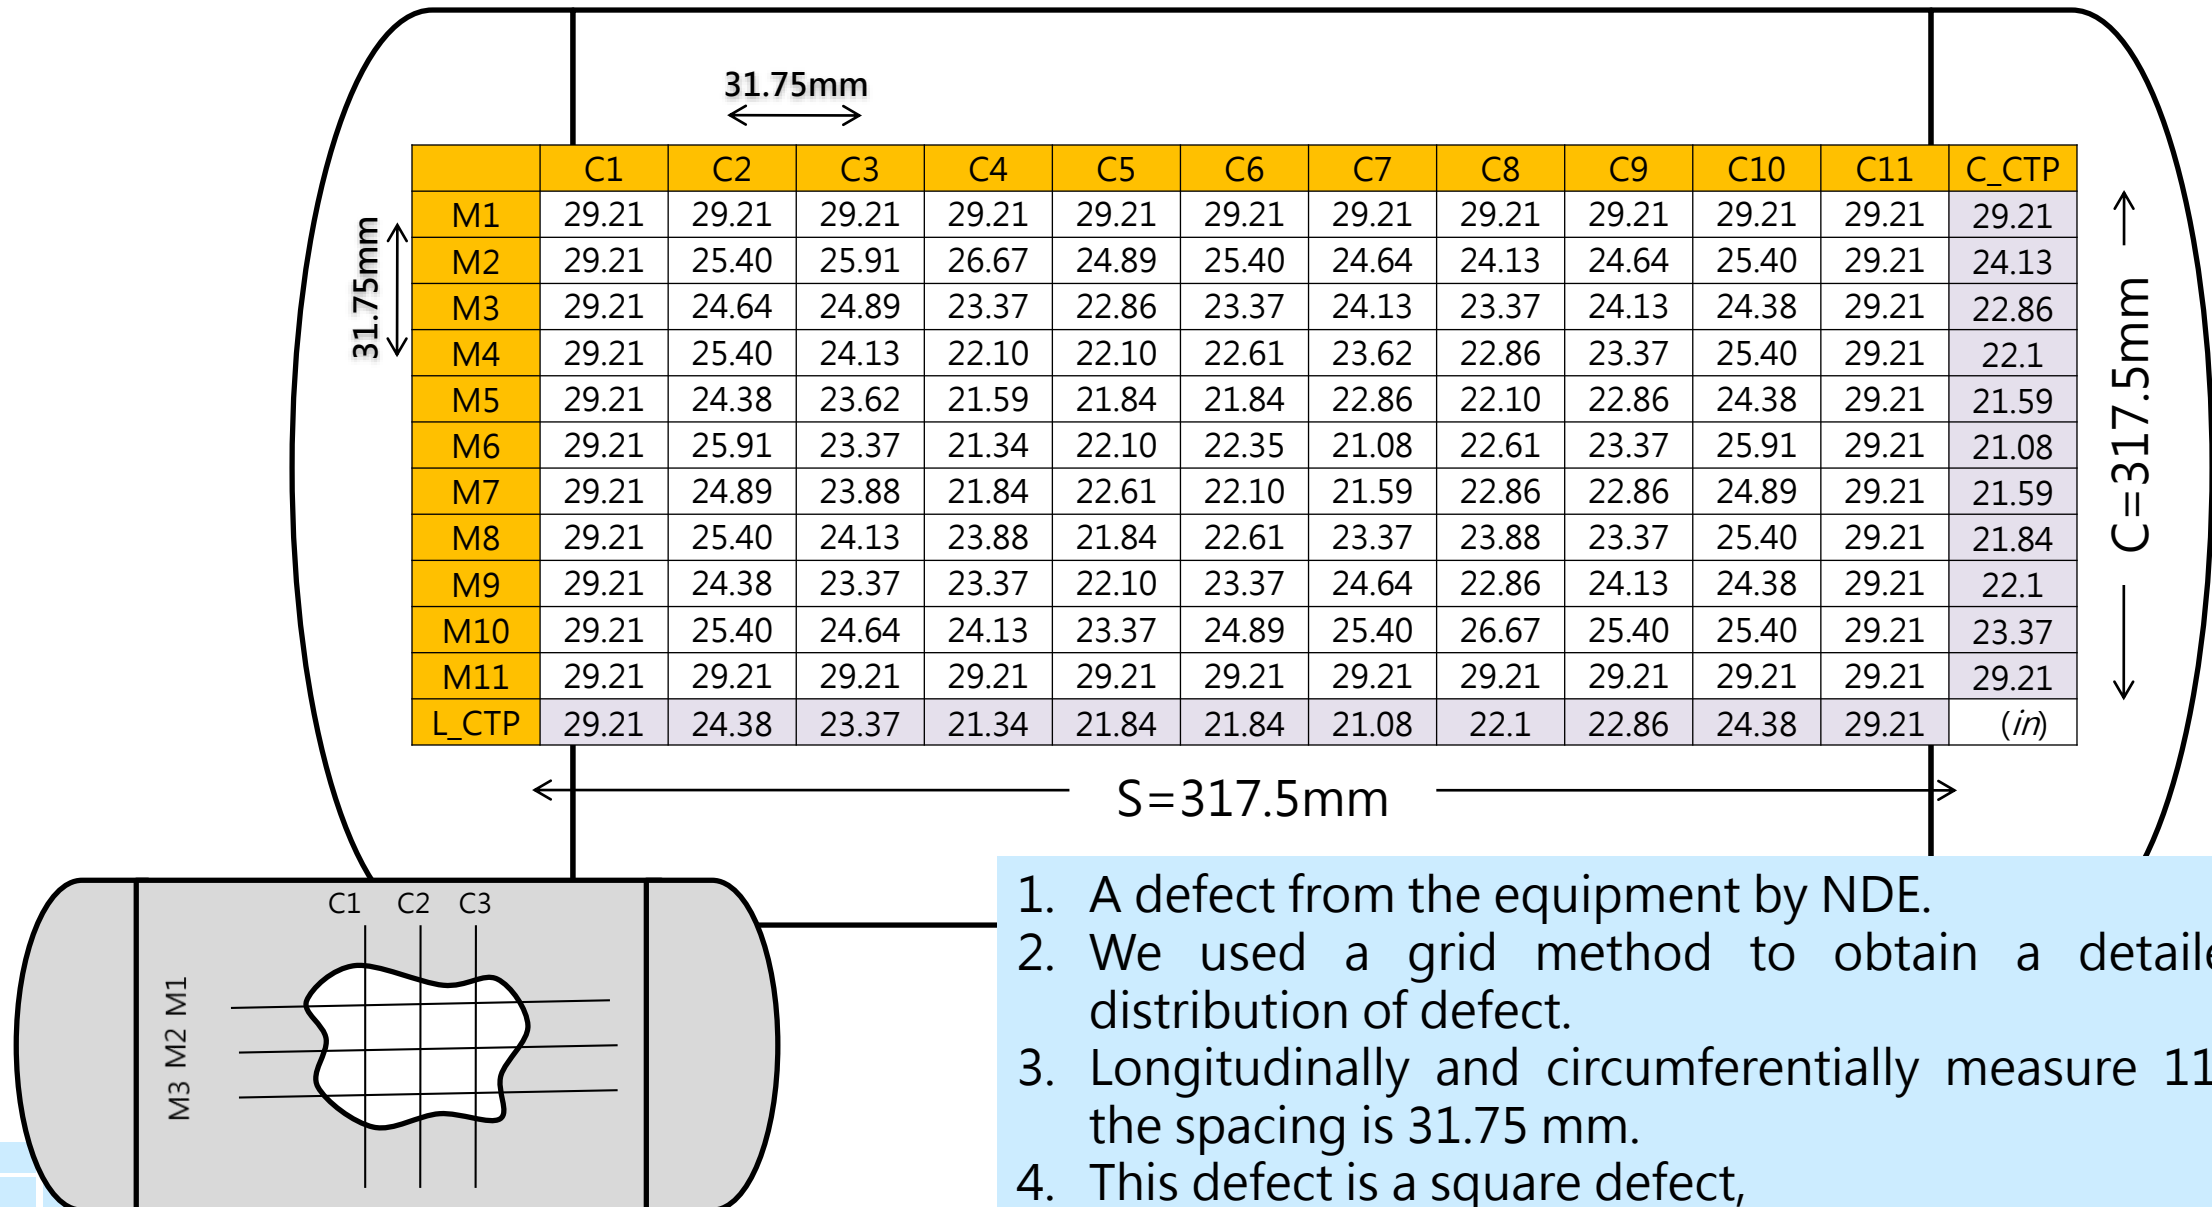 31.75mm
31.75mm
C1 C2 C3 C4 C5 C6 C7 C8 C9 C10 C11 C_CTP
M1 29.21 29.21 29.21 29.21 29.21 29.21 29.21 29.21 29.21 29.21 29.21 29.21
M2 29.21 25.40 25.91 26.67 24.89 25.40 24.64 24.13 24.64 25.40 29.21 24.13
M3 29.21 24.64 24.89 23.37 22.86 23.37 24.13 23.37 24.13 24.38 29.21 22.86
M4 29.21 25.40 24.13 22.10 22.10 22.61 23.62 22.86 23.37 25.40 29.21 22.1
M5 29.21 24.38 23.62 21.59 21.84 21.84 22.86 22.10 22.86 24.38 29.21 21.59
M6 29.21 25.91 23.37 21.34 22.10 22.35 21.08 22.61 23.37 25.91 29.21 21.08
M7 29.21 24.89 23.88 21.84 22.61 22.10 21.59 22.86 22.86 24.89 29.21 21.59
M8 29.21 25.40 24.13 23.88 21.84 22.61 23.37 23.88 23.37 25.40 29.21 21.84
M9 29.21 24.38 23.37 23.37 22.10 23.37 24.64 22.86 24.13 24.38 29.21 22.1
M10 29.21 25.40 24.64 24.13 23.37 24.89 25.40 26.67 25.40 25.40 29.21 23.37
M11 29.21 29.21 29.21 29.21 29.21 29.21 29.21 29.21 29.21 29.21 29.21 29.21
L_CTP 29.21 24.38 23.37 21.34 21.84 21.84 21.08 22.1 22.86 24.38 29.21 (in)
C=317.5mm
S=317.5mm
C1 C2 C3
M3 M2 M1
1. A defect from the equipment by NDE.
2. We used a grid method to obtain a detaile
distribution of defect.
3. Longitudinally and circumferentially measure 11
the spacing is 31.75 mm.
4. This defect is a square defect,